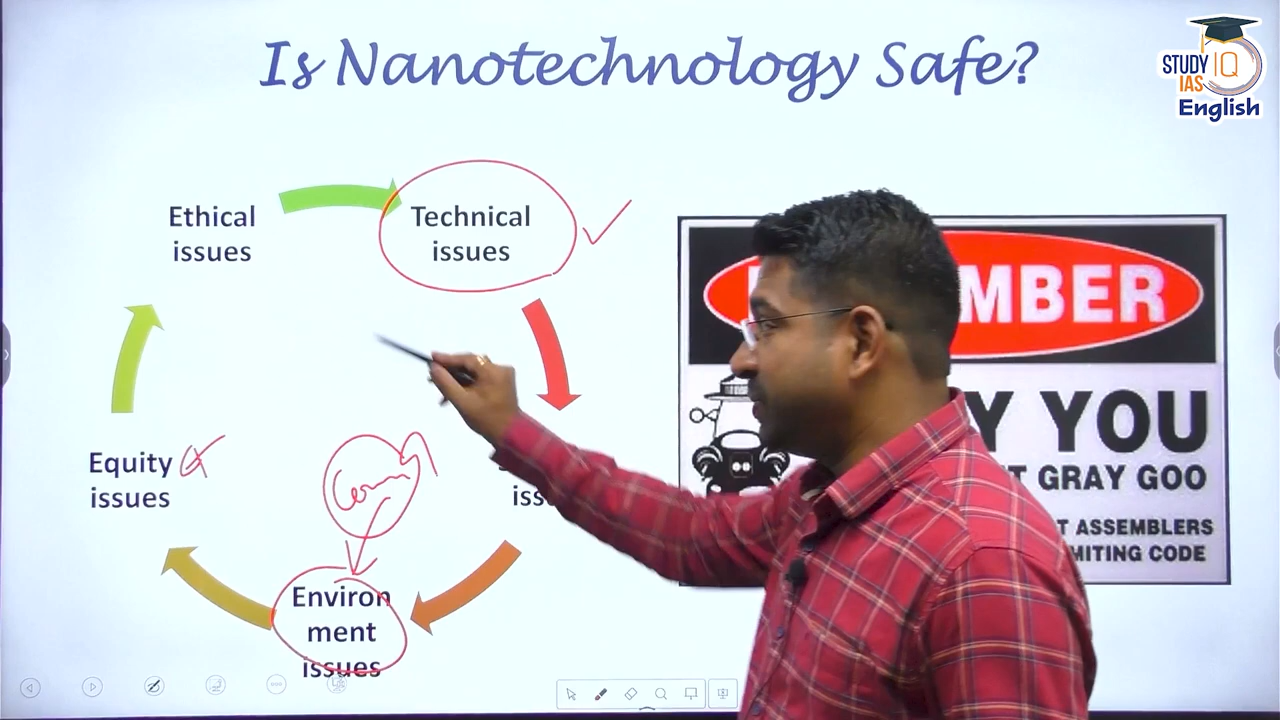 Is Nanotechnology Safe?
STUDY IQ
IAS
English
Ethical
issues
Technical
issues
MBER
Y YOU
GRAY GOO
ASSEMBLERS
CODE
Equity
issues
Environ
ment
issues